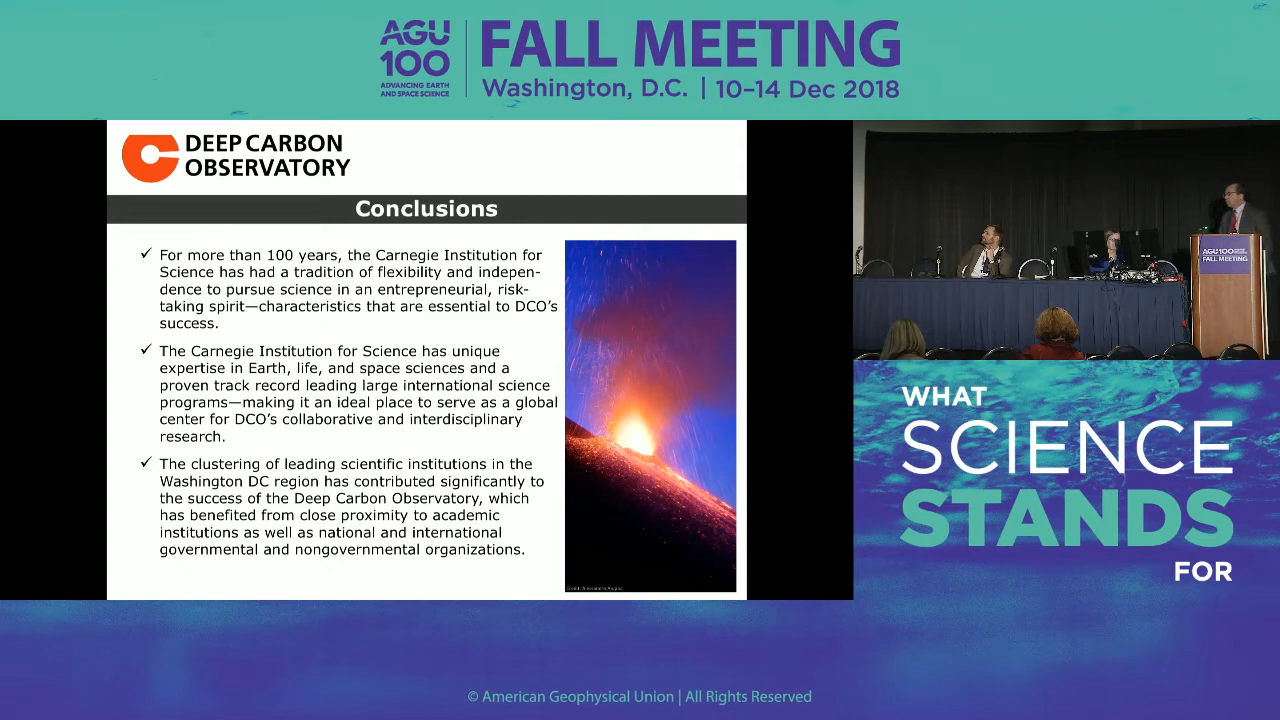 AGU
100
ADVANCING EARTH
AND SPACE SCIENCE
FALL MEETING
Washington, D.C. | 10–14 Dec 2018
DEEP CARBON
OBSERVATORY
Conclusions
✓ For more than 100 years, the Carnegie Institution for
Science has had a tradition of flexibility and indepen-
dence to pursue science in an entrepreneurial, risk-
taking spirit—characteristics that are essential to DCO's
success.
✓ The Carnegie Institution for Science has unique
expertise in Earth, life, and space sciences and a
proven track record leading large international science
programs—making it an ideal place to serve as a global
center for DCO's collaborative and interdisciplinary
research.
✓ The clustering of leading scientific institutions in the
Washington DC region has contributed significantly to
the success of the Deep Carbon Observatory, which
has benefited from close proximity to academic
institutions as well as national and international
governmental and nongovernmental organizations.
AGU100
FALL MEETING
WHAT
SCIENCE
STANDS
FOR
© American Geophysical Union | All Rights Reserved